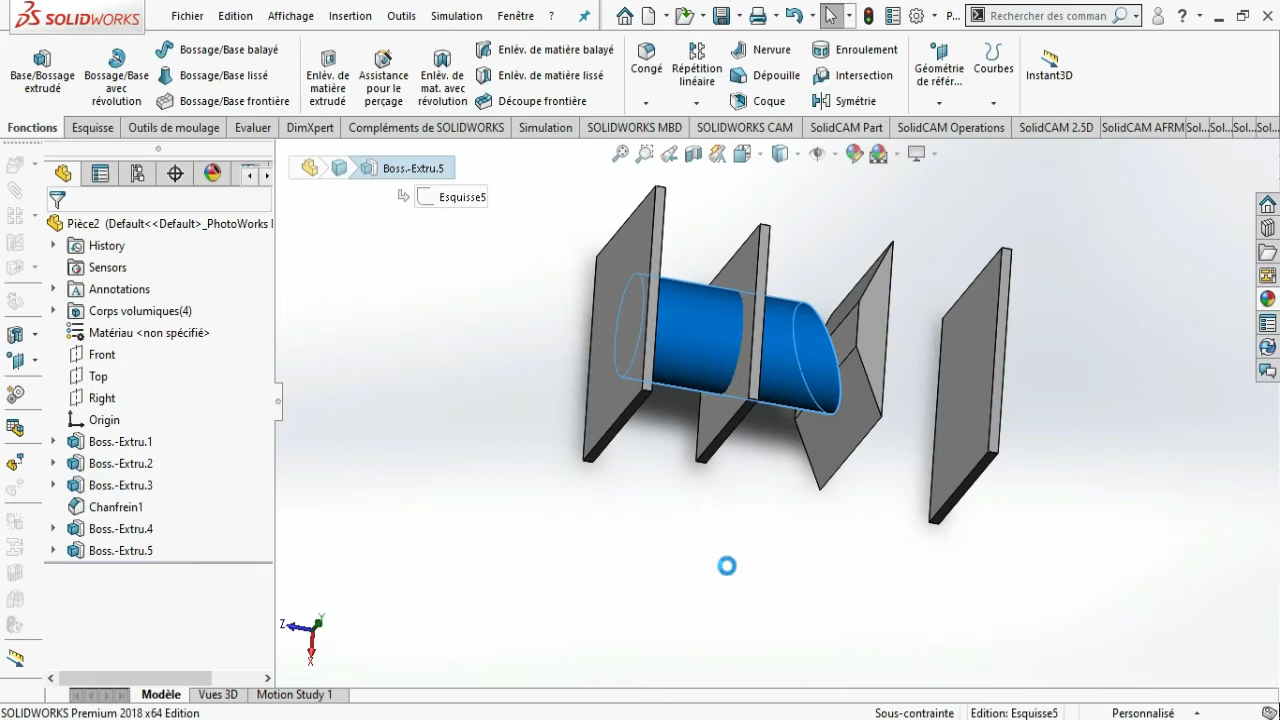 SOLIDWORKS
Fichier Edition Affichage Insertion Outils Simulation Fenêtre ?
P... Rechercher des comman
Base/Bossage extrudé
Bossage/Base avec révolution
Bossage/Base balayé
Bossage/Base lissé
Bossage/Base frontière
Enlèv. de matière extrudé
Assistance pour le perçage
Enlèv. de mat. avec révolution
Enlèv. de matière balayé
Enlèv. de matière lissé
Découpe frontière
Congé
Répétition linéaire
Nervure
Dépouille
Coque
Enroulement
Intersection
Symétrie
Géométrie de référ...
Courbes
Instant3D
Fonctions Esquisse Outils de moulage Evaluer DimXpert Compléments de SOLIDWORKS Simulation SOLIDWORKS MBD SOLIDWORKS CAM SolidCAM Part SolidCAM Operations SolidCAM 2.5D SolidCAM AFRM Sol... Sol... Sol... Sol...
Boss.-Extru.5
Esquisse5
Pièce2 (Default<<Default>_PhotoWorks
History
Sensors
Annotations
Corps volumiques(4)
Matériau <non spécifié>
Front
Top
Right
Origin
Boss.-Extru.1
Boss.-Extru.2
Boss.-Extru.3
Chanfrein1
Boss.-Extru.4
Boss.-Extru.5
Z Y
X
Modèle Vues 3D Motion Study 1
SOLIDWORKS Premium 2018 x64 Edition Sous-contrainte Edition: Esquisse5 Personnalisé